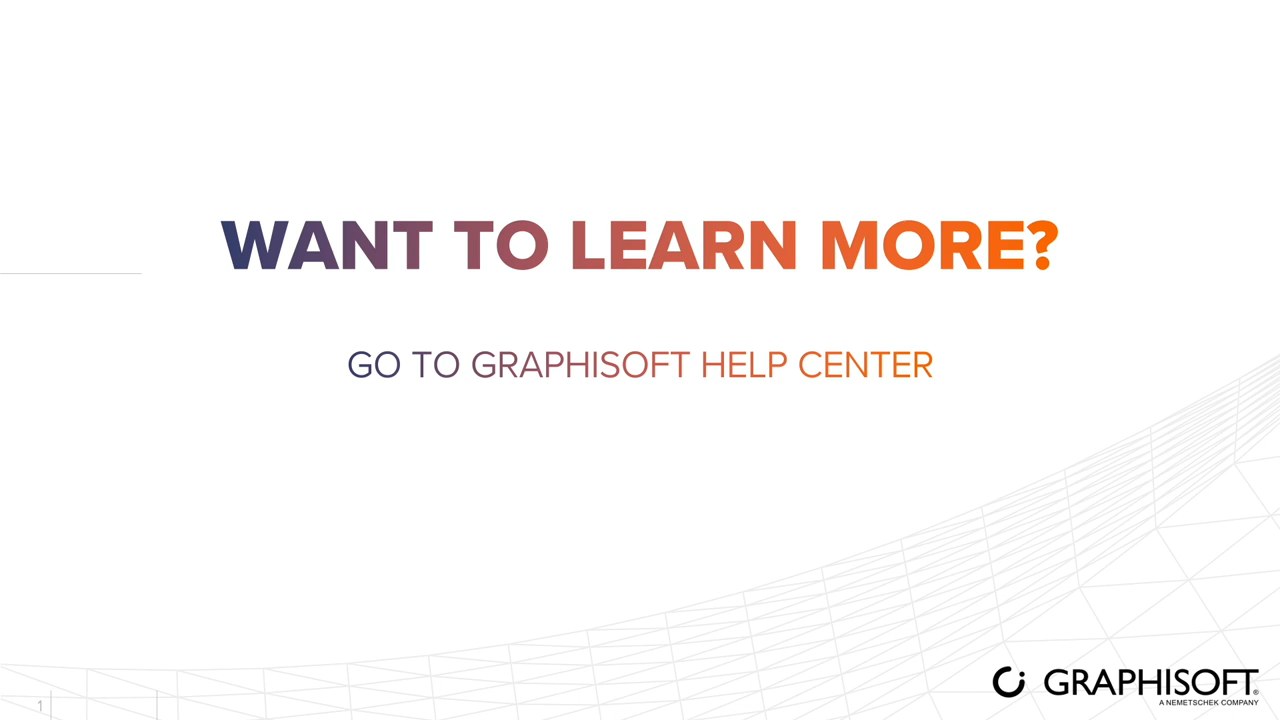 WANT TO LEARN MORE?
GO TO GRAPHISOFT HELP CENTER
1
GRAPHISOFT®
A NEMETSCHEK COMPANY